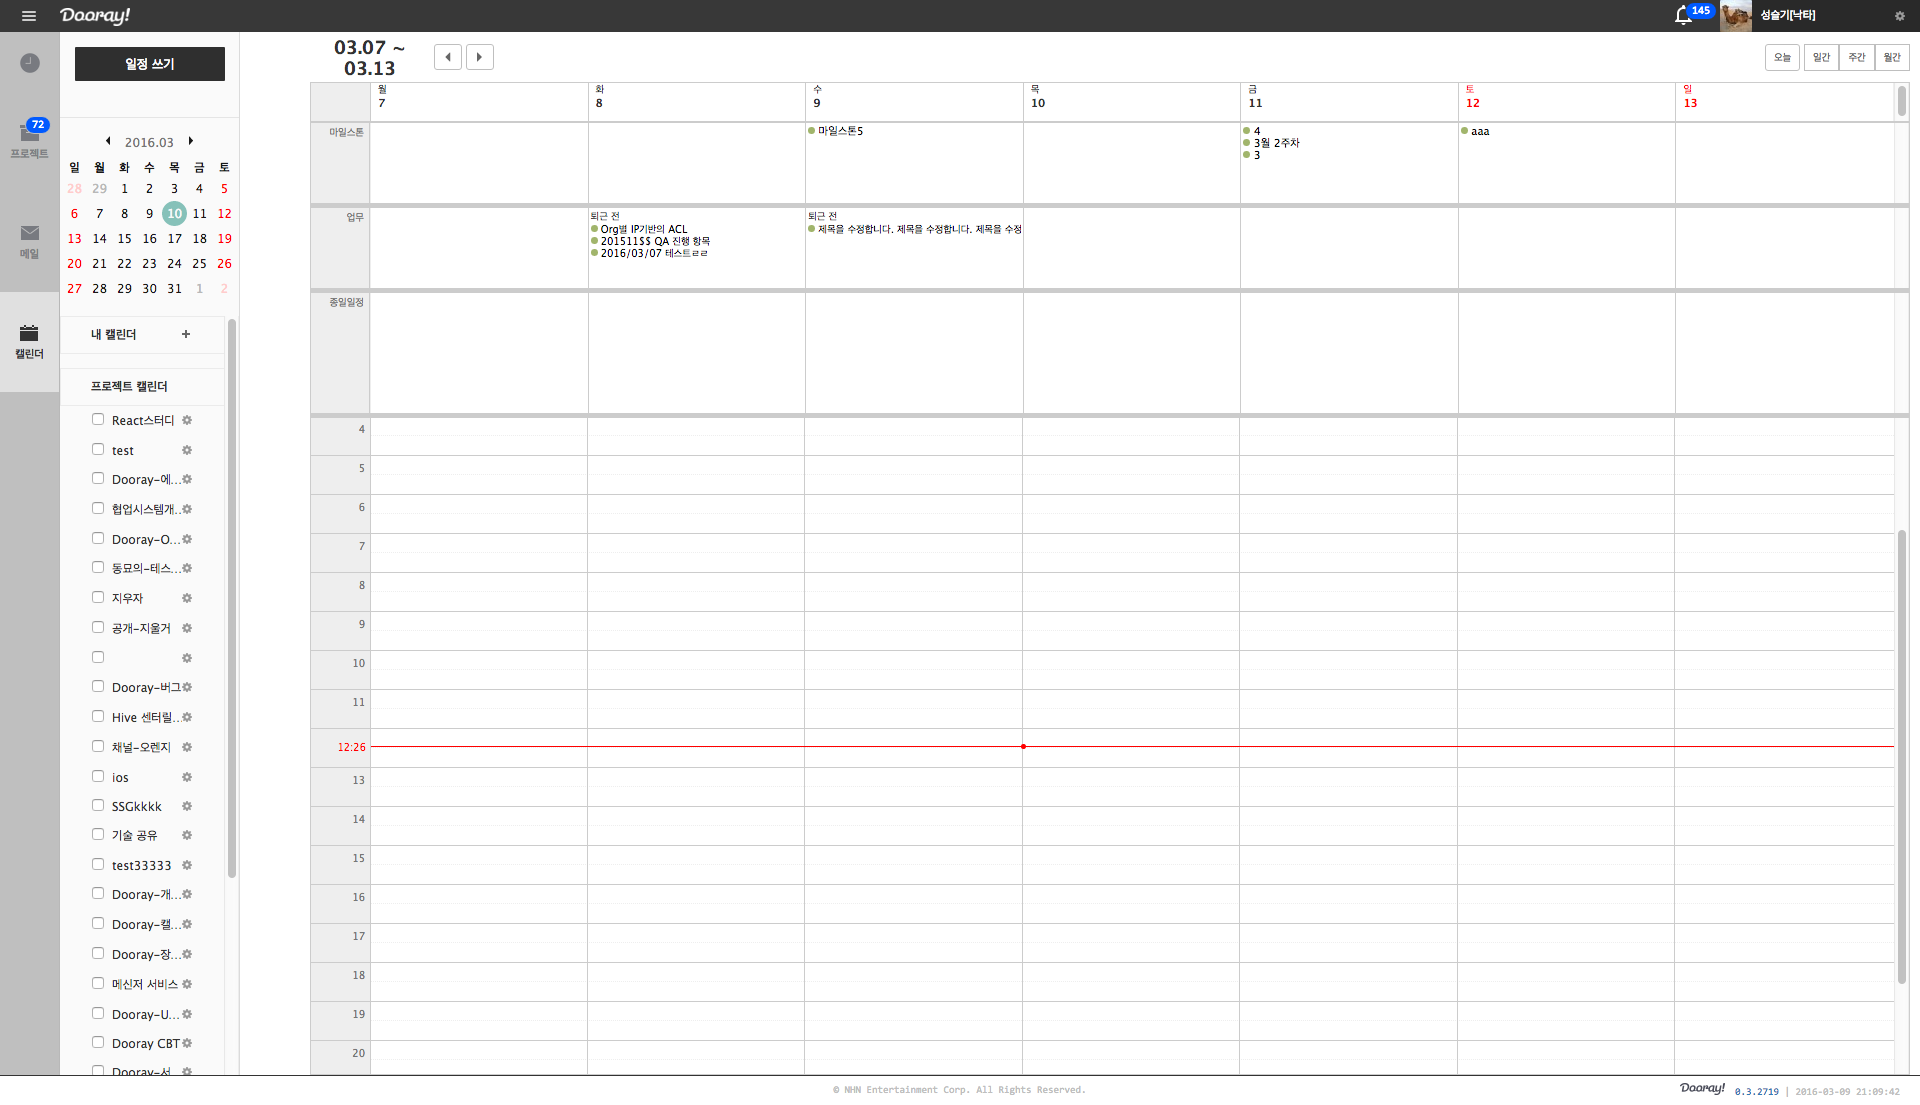 Dooray!
145
성슬기[낙타]
72
프로젝트
메일
캘린더
일정 쓰기
2016.03
일 월 화 수 목 금 토
28 29 1 2 3 4 5
6 7 8 9 10 11 12
13 14 15 16 17 18 19
20 21 22 23 24 25 26
27 28 29 30 31 1 2
내 캘린더 +
프로젝트 캘린더
React스터디
test
Dooray-에...
협업시스템개...
Dooray-O...
동묘의-테스...
지우자
공개-지울거
Dooray-버그
Hive 센터릴...
채널-오렌지
ios
SSGkkkk
기술 공유
test33333
Dooray-개...
Dooray-캘...
Dooray-장...
메신저 서비스
Dooray-U...
Dooray CBT
Dooray-서
03.07 ~
03.13
오늘 일간 주간 월간
월 화 수 목 금 토 일
7 8 9 10 11 12 13
마일스톤
마일스톤5
4
3월 2주차
3
aaa
업무
퇴근 전
Org별 IP기반의 ACL
201511$$ QA 진행 항목
2016/03/07 테스트ㄹㄹ
퇴근 전
제목을 수정합니다. 제목을 수정합니다. 제목을 수정
종일일정
4
5
6
7
8
9
10
11
12:26
13
14
15
16
17
18
19
20
© NHN Entertainment Corp. All Rights Reserved.
Dooray! 0.3.2719 | 2016-03-09 21:09:42